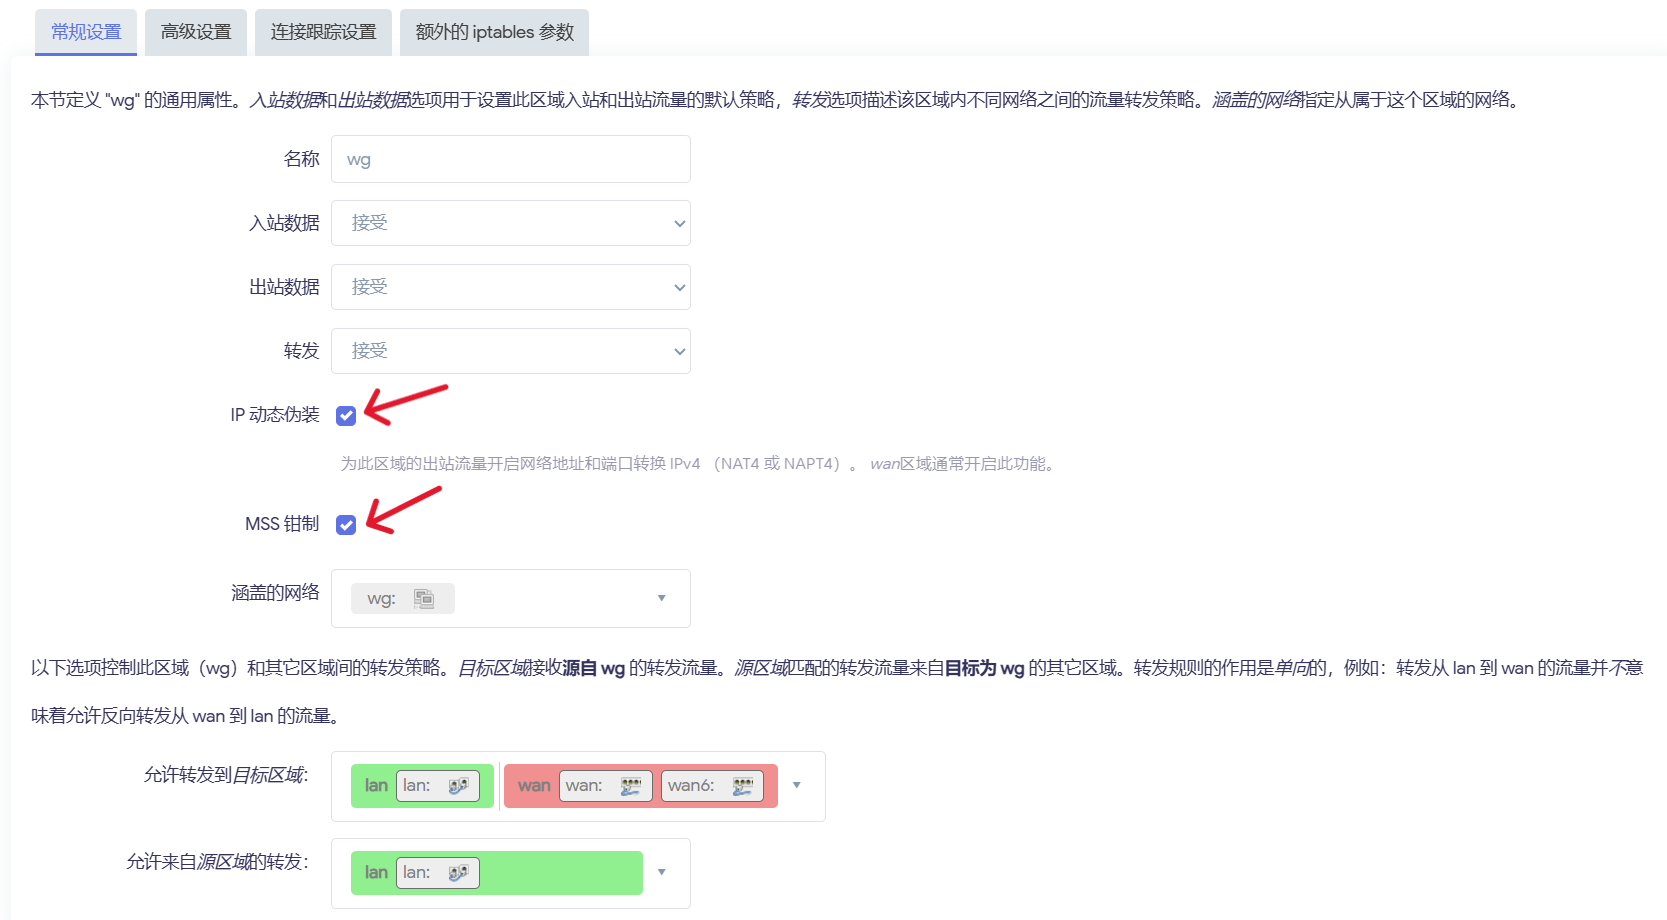 常规设置 高级设置 连接跟踪设置 额外的 iptables 参数
本节定义 "wg" 的通用属性。入站数据和出站数据选项用于设置此区域入站和出站流量的默认策略，转发选项描述该区域内不同网络之间的流量转发策略。涵盖的网络指定从属于这个区域的网络。
名称 wg
入站数据 接受
出站数据 接受
转发 接受
IP 动态伪装
为此区域的出站流量开启网络地址和端口转换 IPv4 （NAT4 或 NAPT4）。 wan区域通常开启此功能。
MSS 钳制
涵盖的网络 wg:
以下选项控制此区域（wg）和其它区域间的转发策略。目标区域接收源自 wg 的转发流量。源区域匹配的转发流量来自目标为 wg 的其它区域。转发规则的作用是单向的，例如：转发从 lan 到 wan 的流量并不意
味着允许反向转发从 wan 到 lan 的流量。
允许转发到目标区域： lan lan: wan wan: wan6:
允许来自源区域的转发： lan lan: